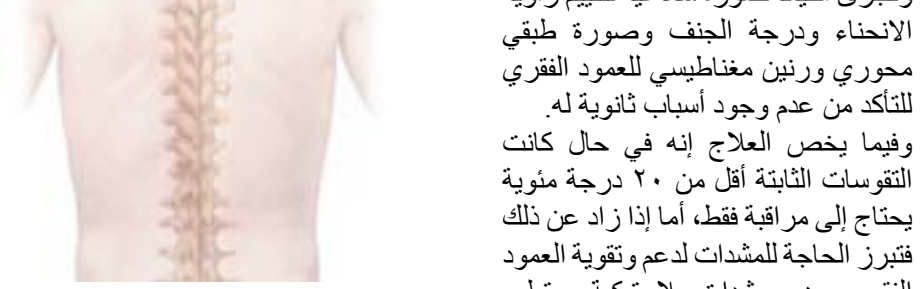 الانحناء ودرجة الجنف وصورة طبقي
محوري ورنين مغناطيسي للعمود الفقري
للتأكد من عدم وجود أسباب ثانوية له.
وفيما يخص العلاج إنه في حال كانت
التقوسات الثابتة أقل من ٢٠ درجة مئوية
يحتاج إلى مراقبة فقط، أما إذا زاد عن ذلك
فتبرز الحاجة للمشدات لدعم وتقوية العمود